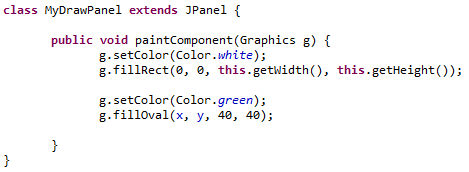 class MyDrawPanel extends JPanel {
public void paintComponent(Graphics g) {
g.setColor(Color.white);
g.fillRect(0, 0, this.getWidth(), this.getHeight());
g.setColor(Color.green);
g.fillOval(x, y, 40, 40);
}
}